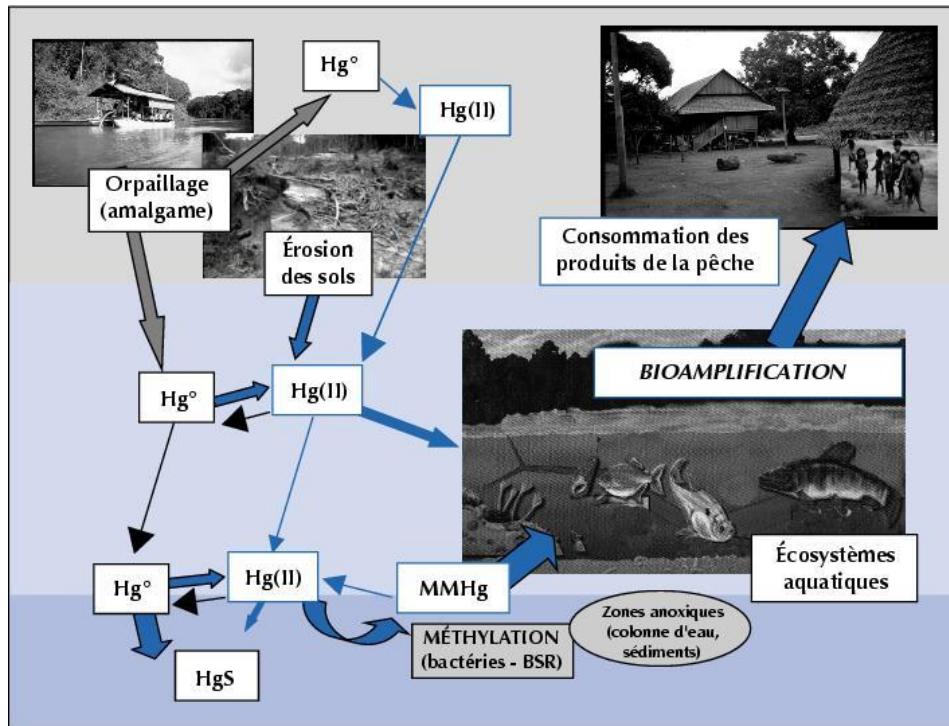 Hg°
Hg(II)
Orpaillage
(amalgame)
Érosion
des sols
Consommation des
produits de la pêche
Hg°
Hg(II)
BIOAMPLIFICATION
Écosystèmes
aquatiques
Hg°
Hg(II)
MMHg
MÉTHYLATION
(bactéries - BSR)
Zones anoxiques
(colonne d'eau,
sédiments)
HgS